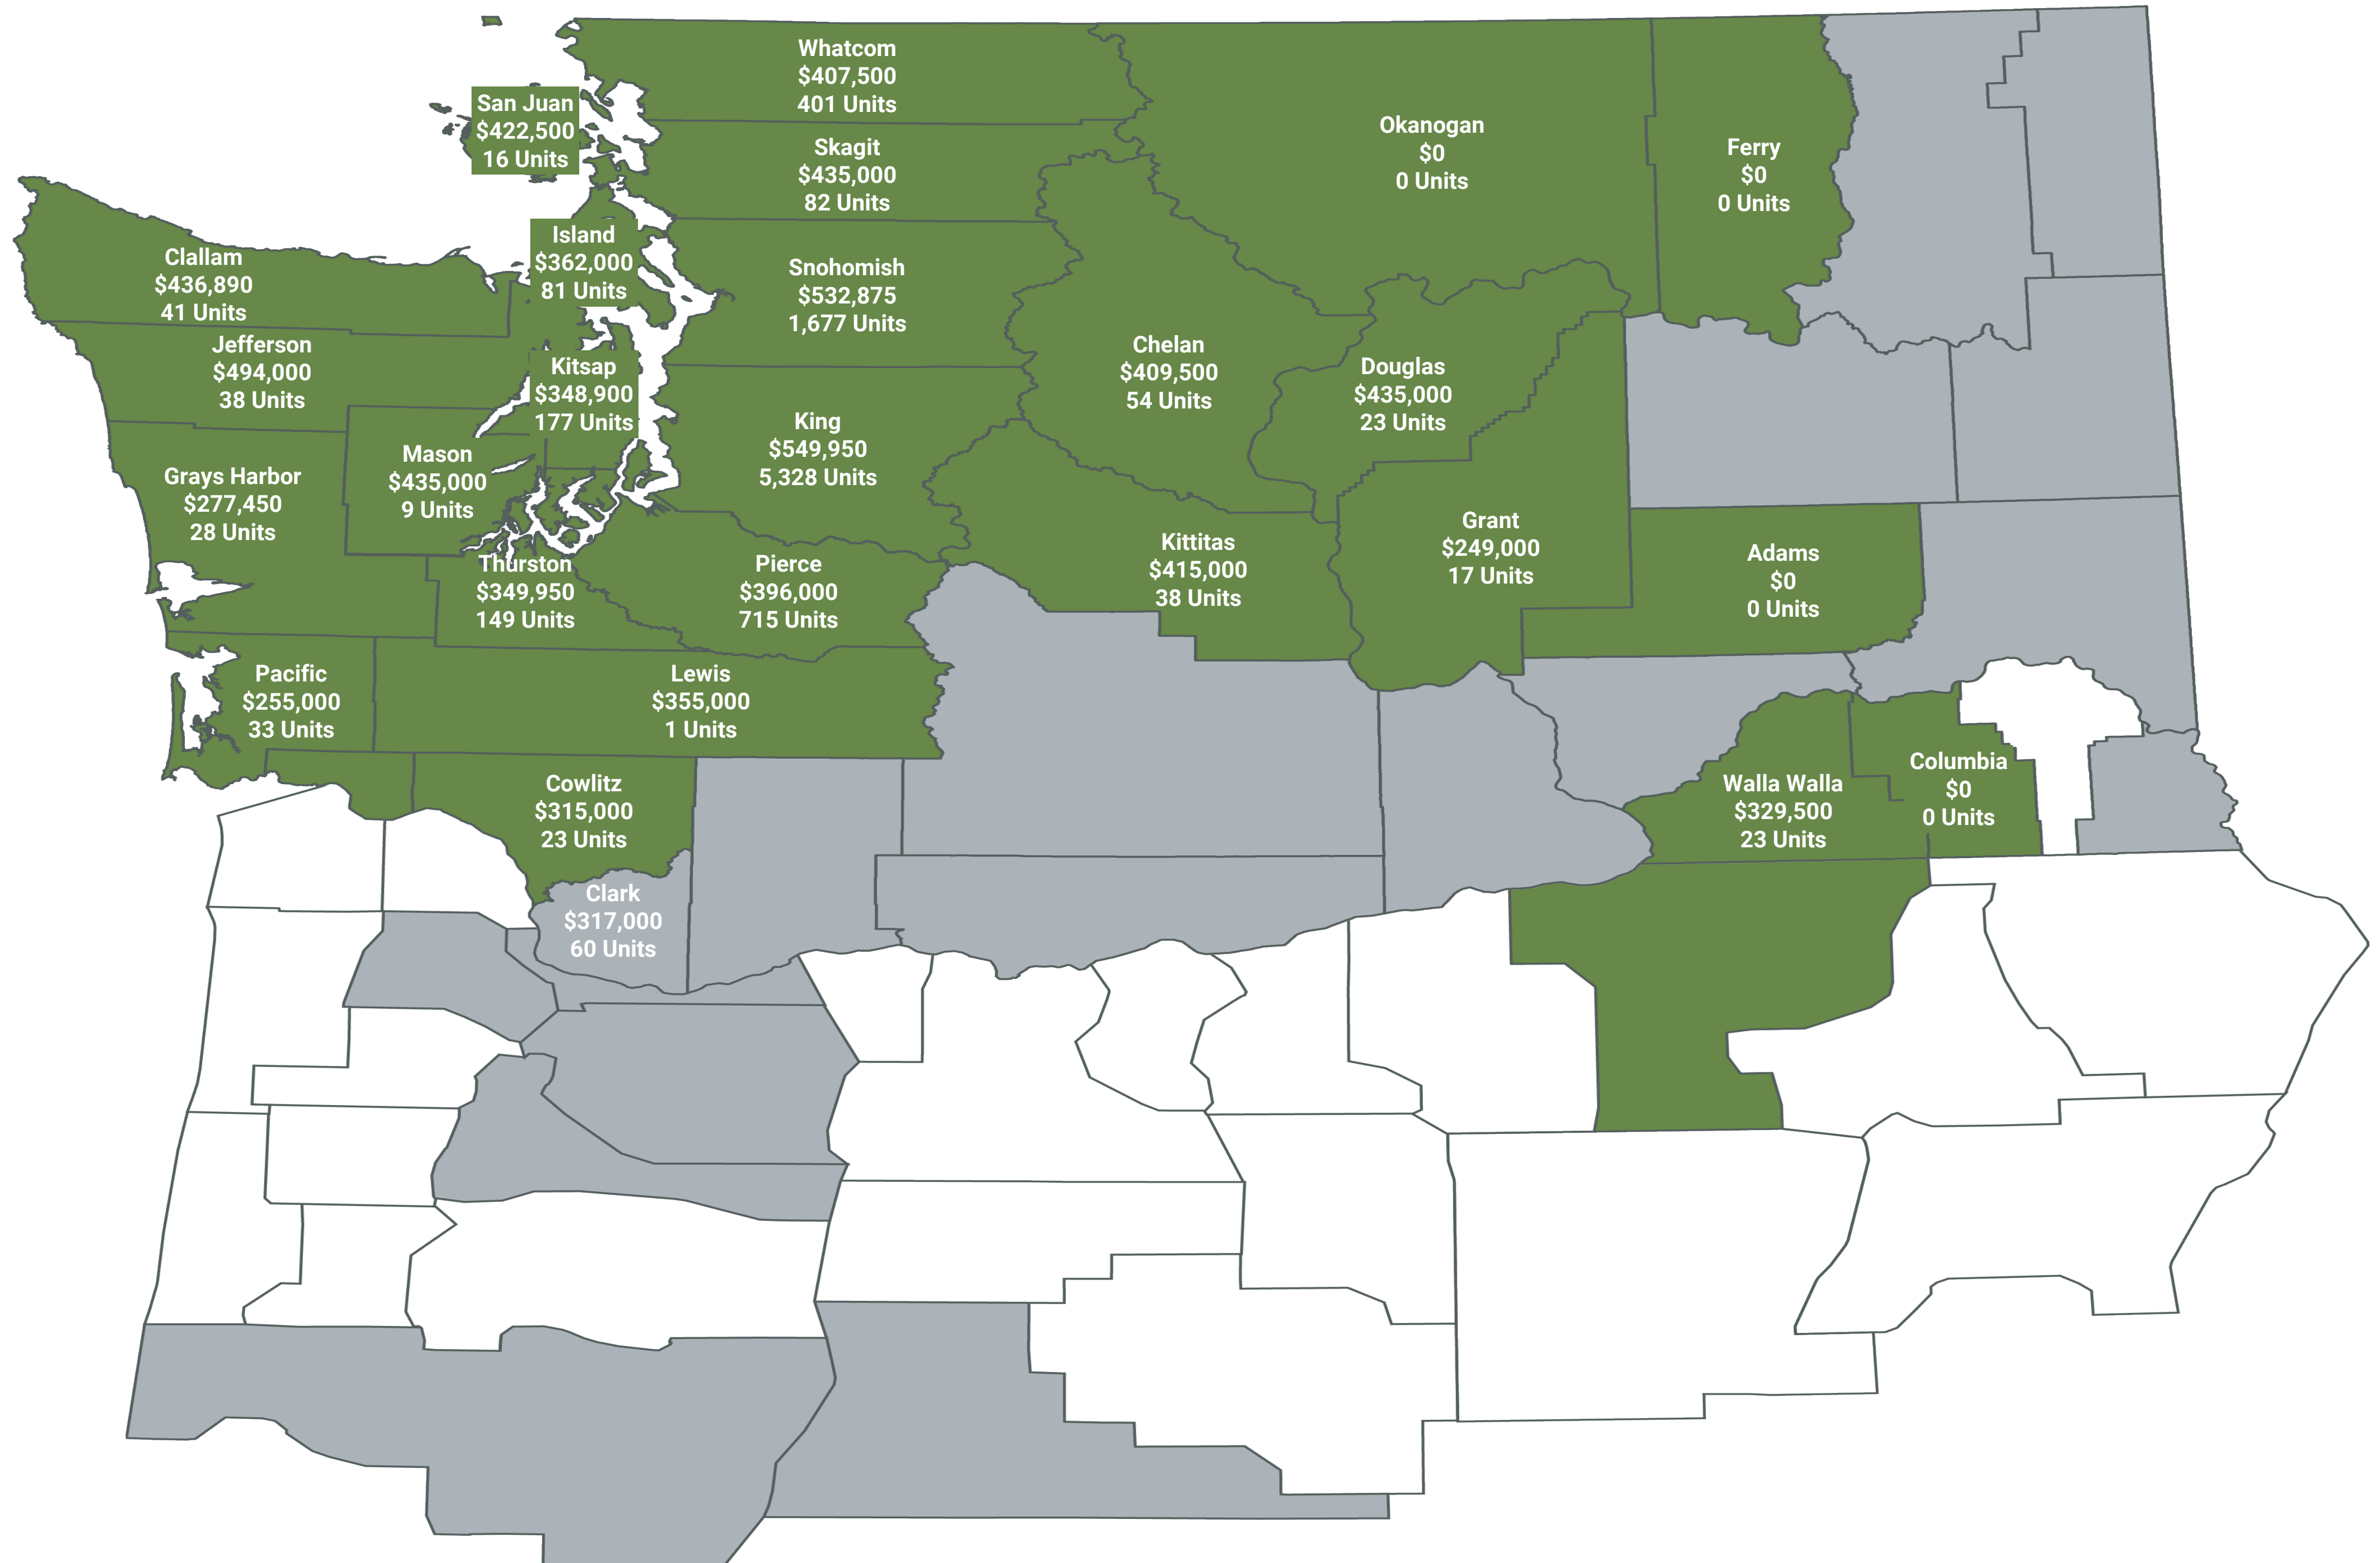 Whatcom
$407,500
401 Units
San Juan
$422,500
16 Units
Okanogan
$0
0 Units
Ferry
$0
0 Units
Skagit
$435,000
82 Units
Island
$362,000
81 Units
Clallam
$436,890
41 Units
Snohomish
$532,875
1,677 Units
Jefferson
$494,000
38 Units
Kitsap
$348,900
177 Units
Chelan
$409,500
54 Units
Douglas
$435,000
23 Units
King
$549,950
5,328 Units
Mason
$435,000
9 Units
Grays Harbor
$277,450
28 Units
Grant
$249,000
17 Units
Kittitas
$415,000
38 Units
Adams
$0
0 Units
Thurston
$349,950
149 Units
Pierce
$396,000
715 Units
Pacific
$255,000
33 Units
Lewis
$355,000
1 Units
Columbia
$0
0 Units
Cowlitz
$315,000
23 Units
Walla Walla
$329,500
23 Units
Clark
$317,000
60 Units